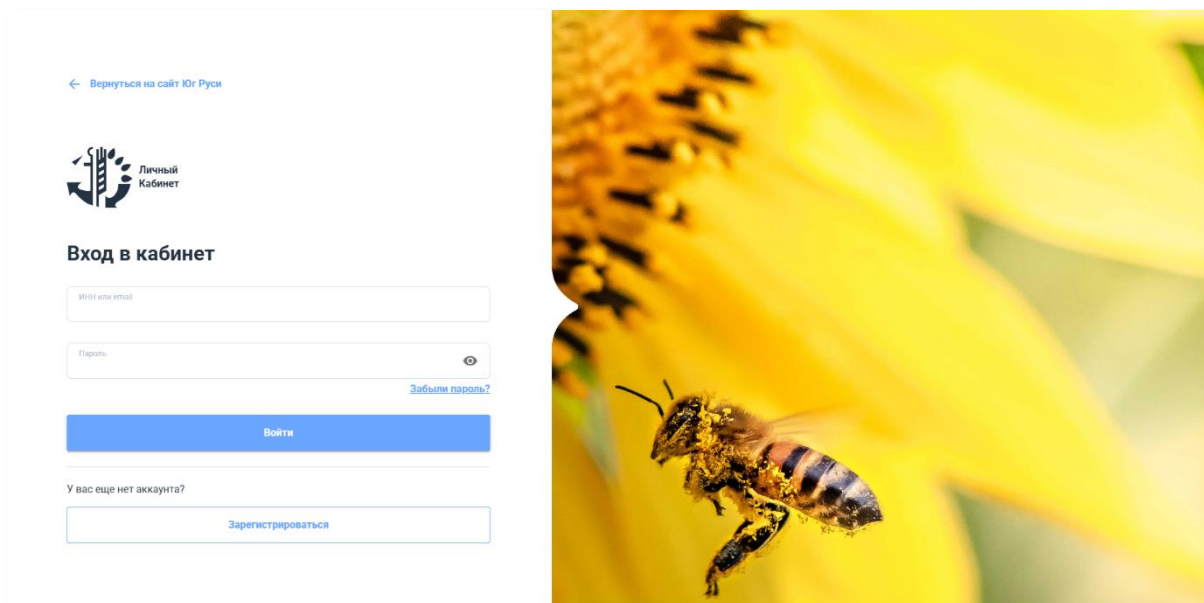 Вернуться на сайт Юг Руси
Личный
Кабинет
Вход в кабинет
ИНН или email
Пароль
Забыли пароль?
Войти
У вас еще нет аккаунта?
Зарегистрироваться